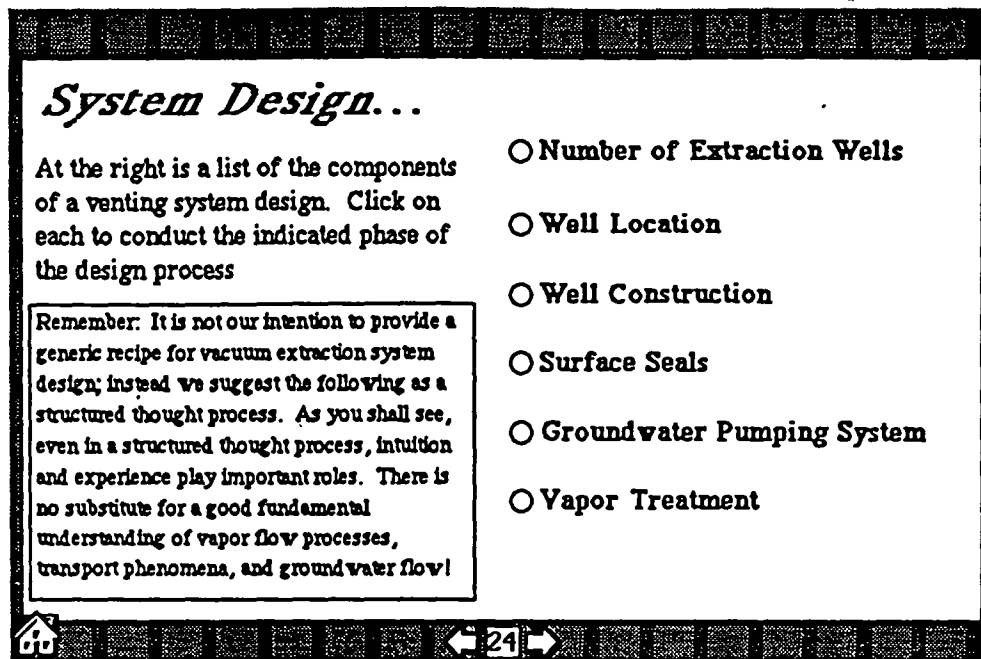 System Design...
At the right is a list of the components
of a venting system design. Click on
each to conduct the indicated phase of
the design process
Remember: It is not our intention to provide a
generic recipe for vacuum extraction system
design; instead we suggest the following as a
structured thought process. As you shall see,
even in a structured thought process, intuition
and experience play important roles. There is
no substitute for a good fundamental
understanding of vapor flow processes,
transport phenomena, and groundwater flow!
Number of Extraction Wells
Well Location
Well Construction
Surface Seals
Groundwater Pumping System
Vapor Treatment
24